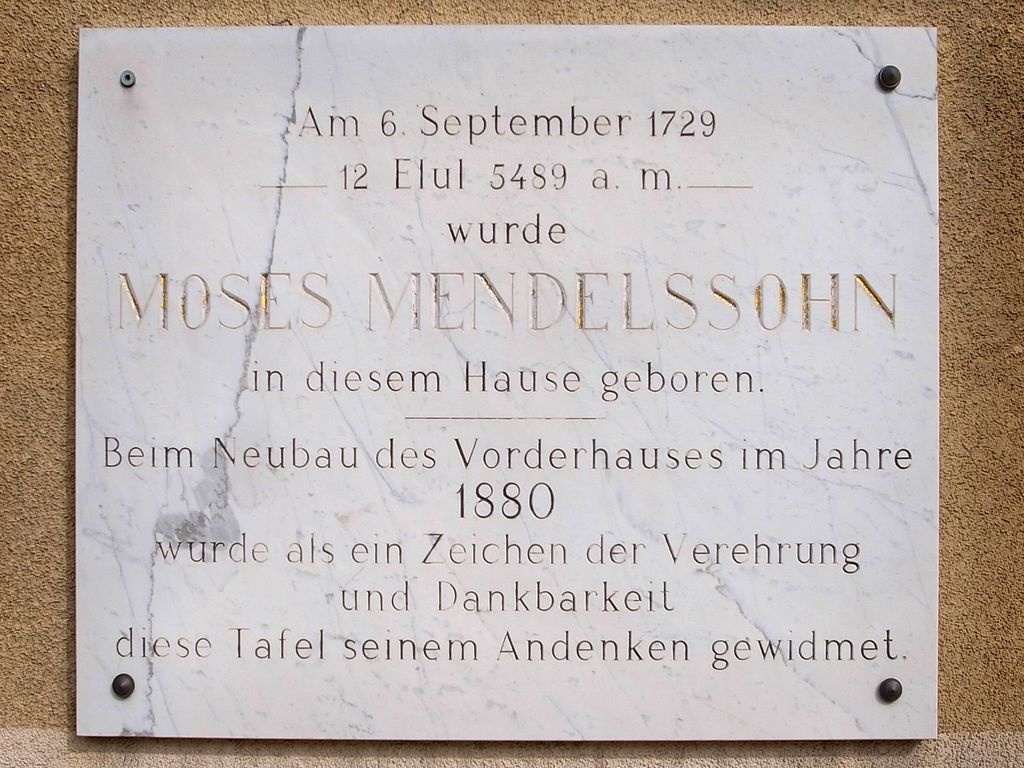 Am 6. September 1729
12 Elul 5489 a. m.
wurde
MOSES MENDELSSOHN
in diesem Hause geboren.
Beim Neubau des Vorderhauses im Jahre
1880
wurde als ein Zeichen der Verehrung
und Dankbarkeit
diese Tafel seinem Andenken gewidmet.